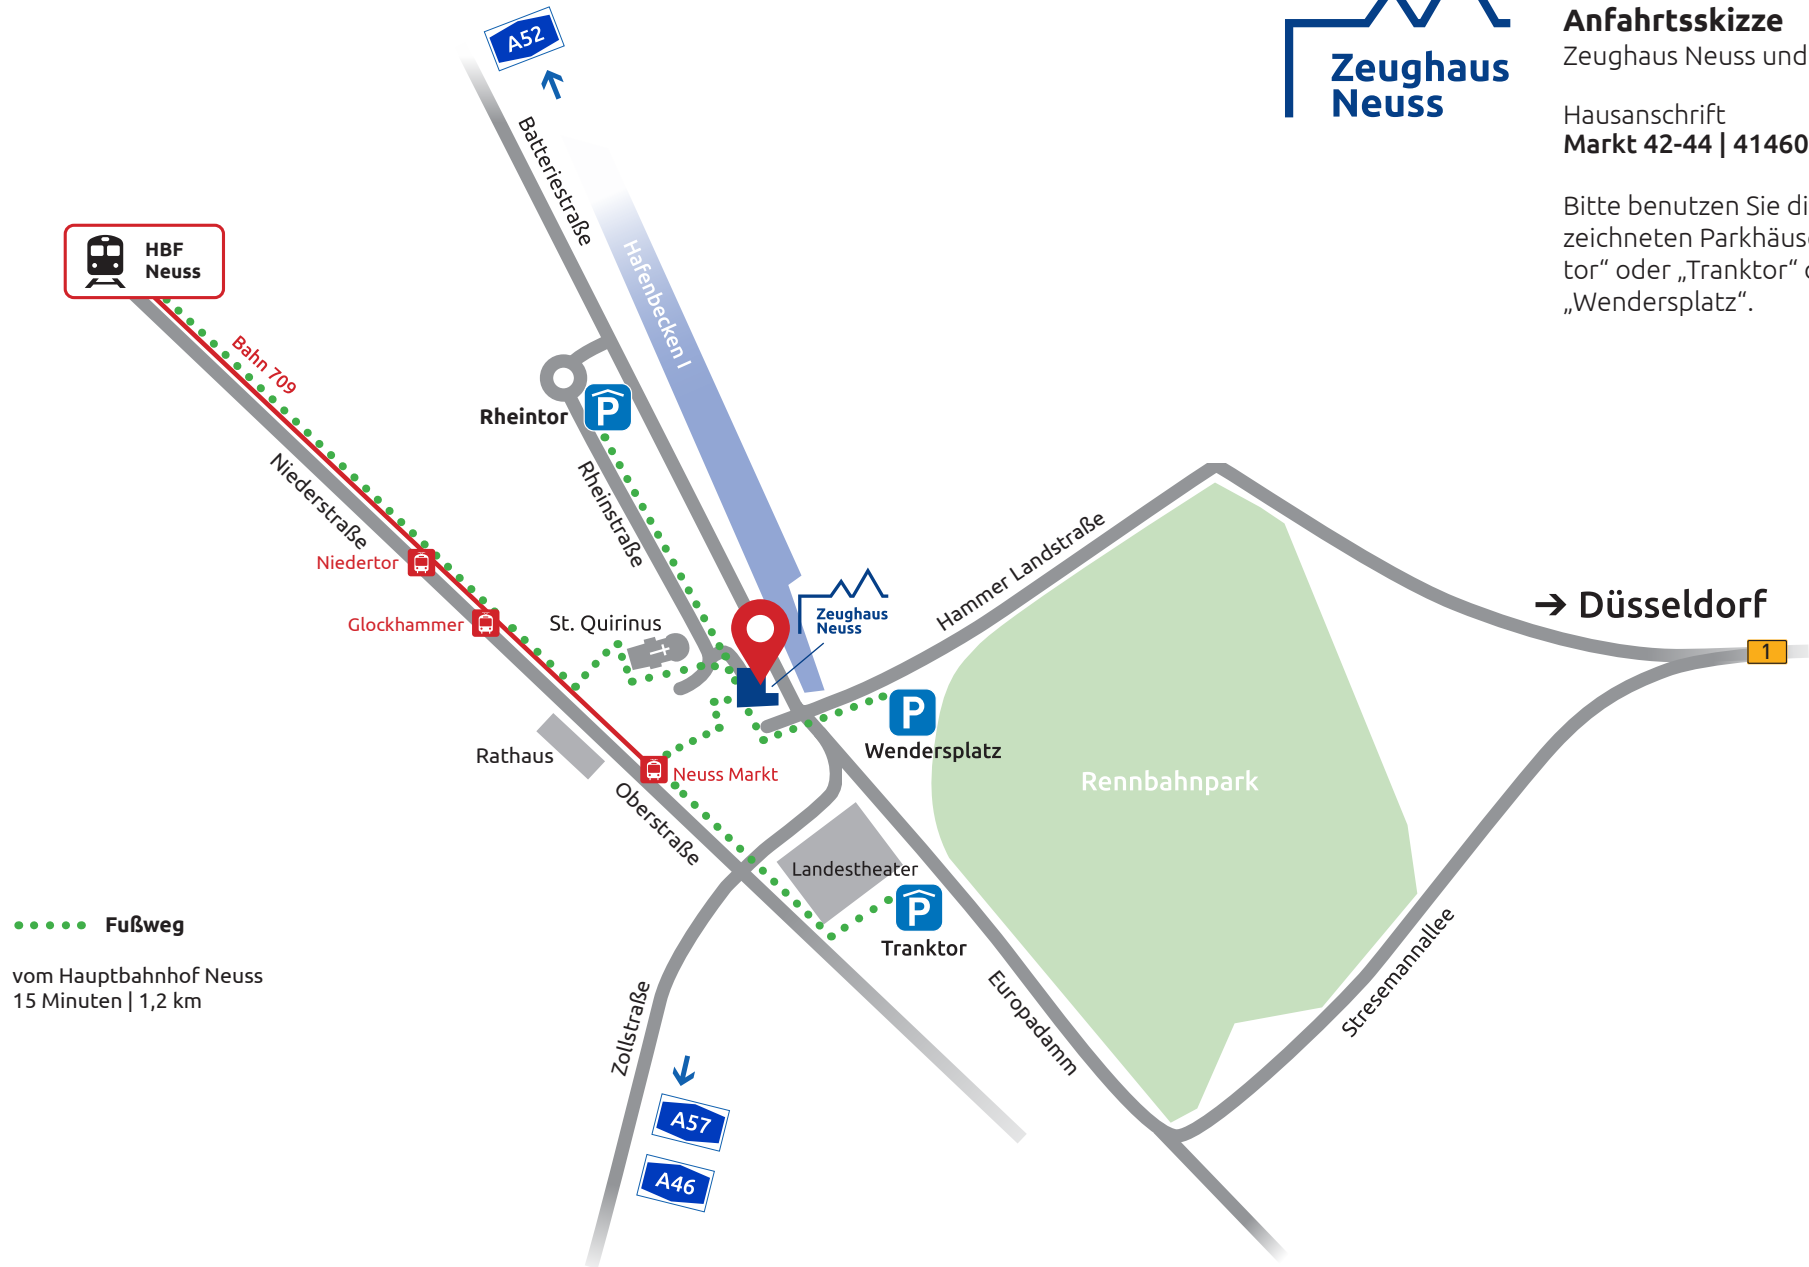 A52
Zeughaus
Neuss
Anfahrtsskizze
Zeughaus Neuss und
Hausanschrift
Markt 42-44 | 41460
Bitte benutzen Sie
zeichneten
tor“ oder „Tranktor“
„Wendersplatz“.
Batteriestraße
HBF
Neuss
Hafenbecken I
Bahn 709
Rheintor
P
Niederstraße
Rheinstraße
Niedertor
Glockhammer
St. Quirinus
Zeughaus
Neuss
Hammer Landstraße
→ Düsseldorf
1
P
Wendersplatz
Rathaus
Neuss Markt
Rennbahnpark
Oberstraße
Landestheater
P
Tranktor
Fußweg
vom Hauptbahnhof Neuss
15 Minuten | 1,2 km
Europadamm
Stresemannallee
Zollstraße
A57
A46